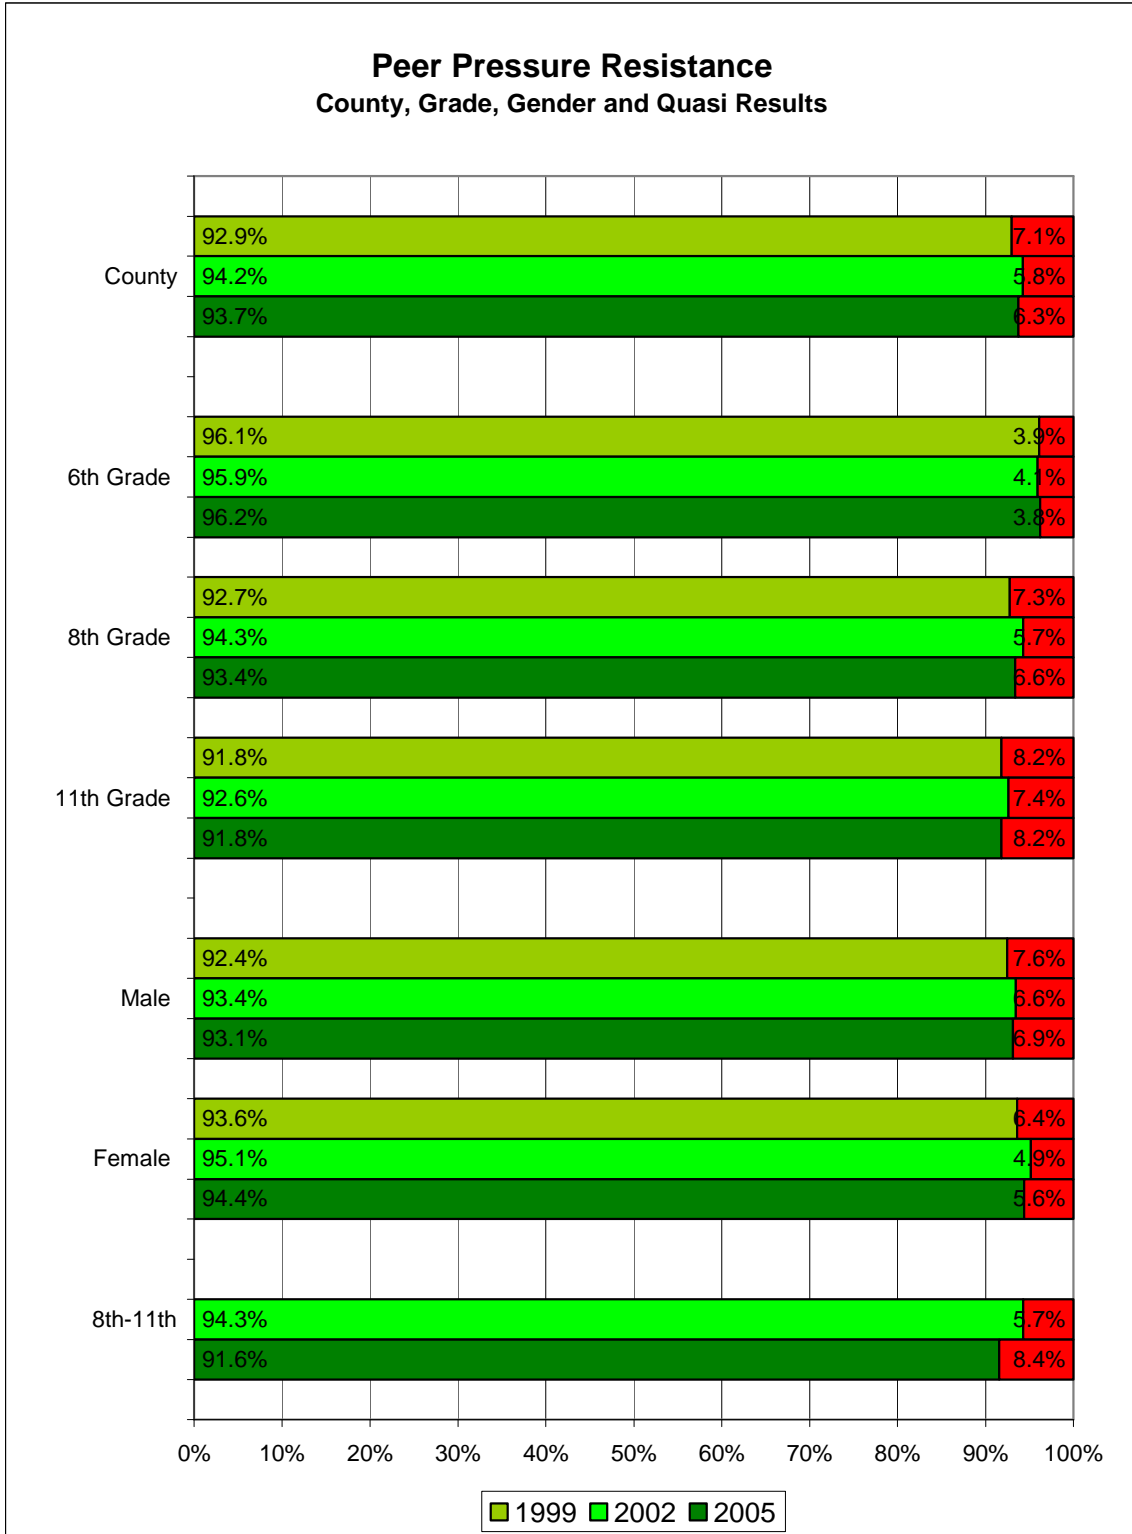 Peer Pressure Resistance
County, Grade, Gender and Quasi Results
92.9% 7.1%
County
94.2% 5.8%
93.7% 6.3%
96.1% 3.9%
6th Grade
95.9% 4.1%
96.2% 3.8%
92.7% 7.3%
8th Grade
94.3% 5.7%
93.4% 6.6%
91.8% 8.2%
11th Grade
92.6% 7.4%
91.8% 8.2%
92.4% 7.6%
Male
93.4% 6.6%
93.1% 6.9%
93.6% 6.4%
Female
95.1% 4.9%
94.4% 5.6%
8th-11th
94.3% 5.7%
91.6% 8.4%
0% 10% 20% 30% 40% 50% 60% 70% 80% 90% 100%
1999 2002 2005